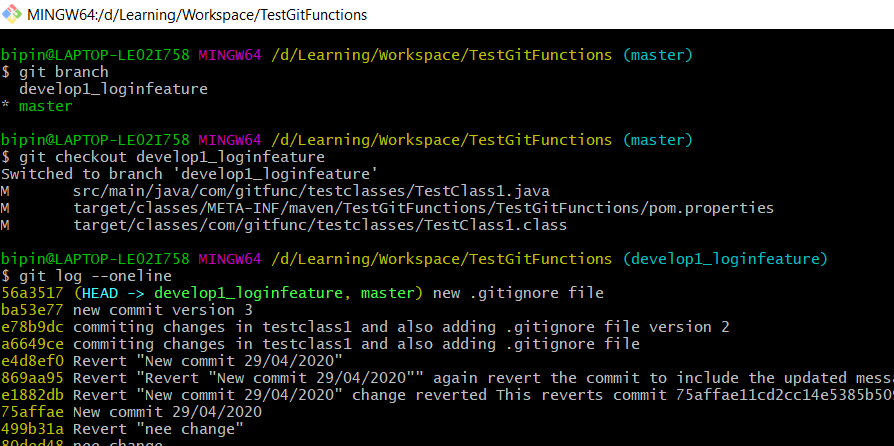 MINGW64:/d/Learning/Workspace/TestGitFunctions
bipin@LAPTOP-LE02I758 MINGW64 /d/Learning/Workspace/TestGitFunctions (master)
$ git branch
  develop1_loginfeature
* master
bipin@LAPTOP-LE02I758 MINGW64 /d/Learning/Workspace/TestGitFunctions (master)
$ git checkout develop1_loginfeature
Switched to branch 'develop1_loginfeature'
M       src/main/java/com/gitfunc/testclasses/TestClass1.java
M       target/classes/META-INF/maven/TestGitFunctions/TestGitFunctions/pom.properties
M       target/classes/com/gitfunc/testclasses/TestClass1.class
bipin@LAPTOP-LE02I758 MINGW64 /d/Learning/Workspace/TestGitFunctions (develop1_loginfeature)
$ git log --oneline
56a3517 (HEAD -> develop1_loginfeature, master) new .gitignore file
ba53e77 new commit version 3
e78b9dc commiting changes in testclass1 and also adding .gitignore file version 2
a6649ce commiting changes in testclass1 and also adding .gitignore file
e4d8ef0 Revert "New commit 29/04/2020"
869aa95 Revert "Revert "New commit 29/04/2020"" again revert the commit to include the updated messa
e1882db Revert "New commit 29/04/2020" change reverted This reverts commit 75affae11cd2cc14e5385b509
75affae New commit 29/04/2020
499b31a Revert "nee change"
80ded48 nee change